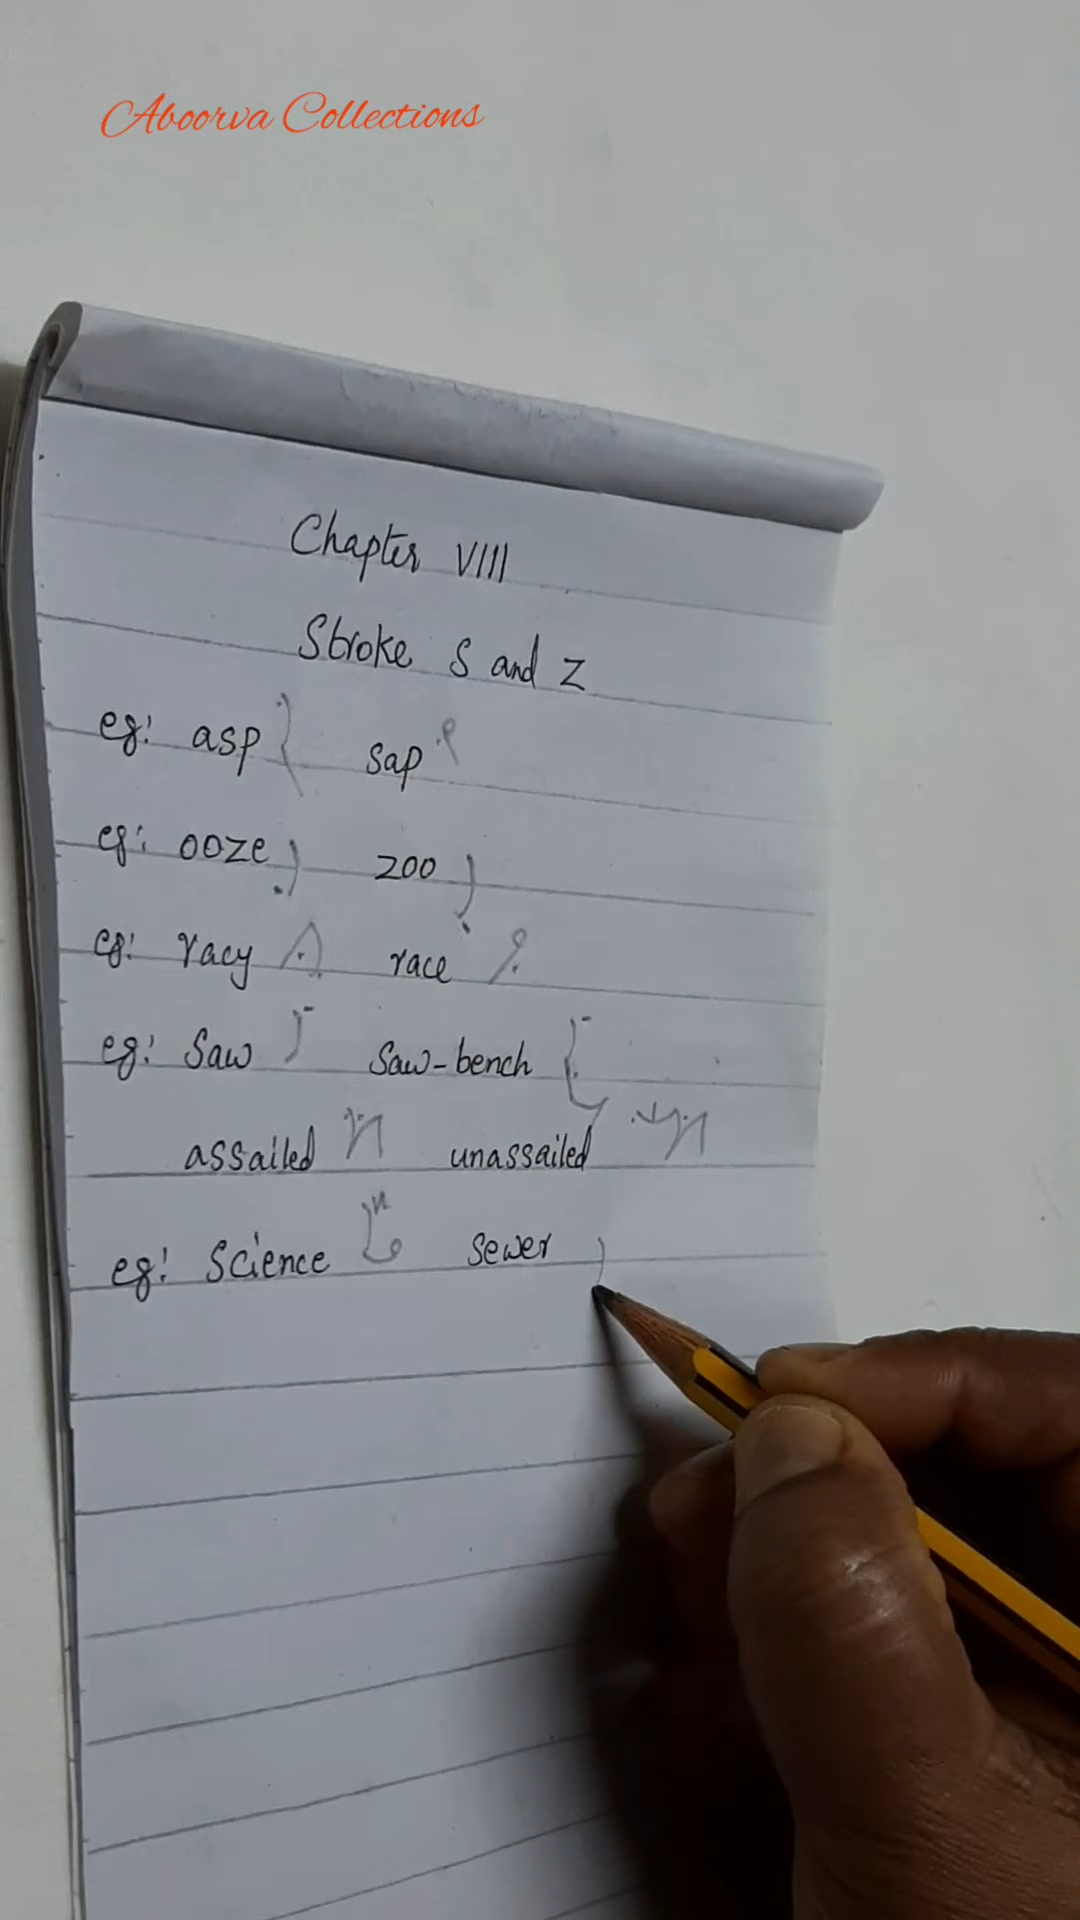 Aboorva Collections
Chapter VIII
Stroke S and Z
eg: asp sap
eg: ooze zoo
eg: racy race
eg: Saw Saw-bench
assailed unassailed
eg: Science Sewer